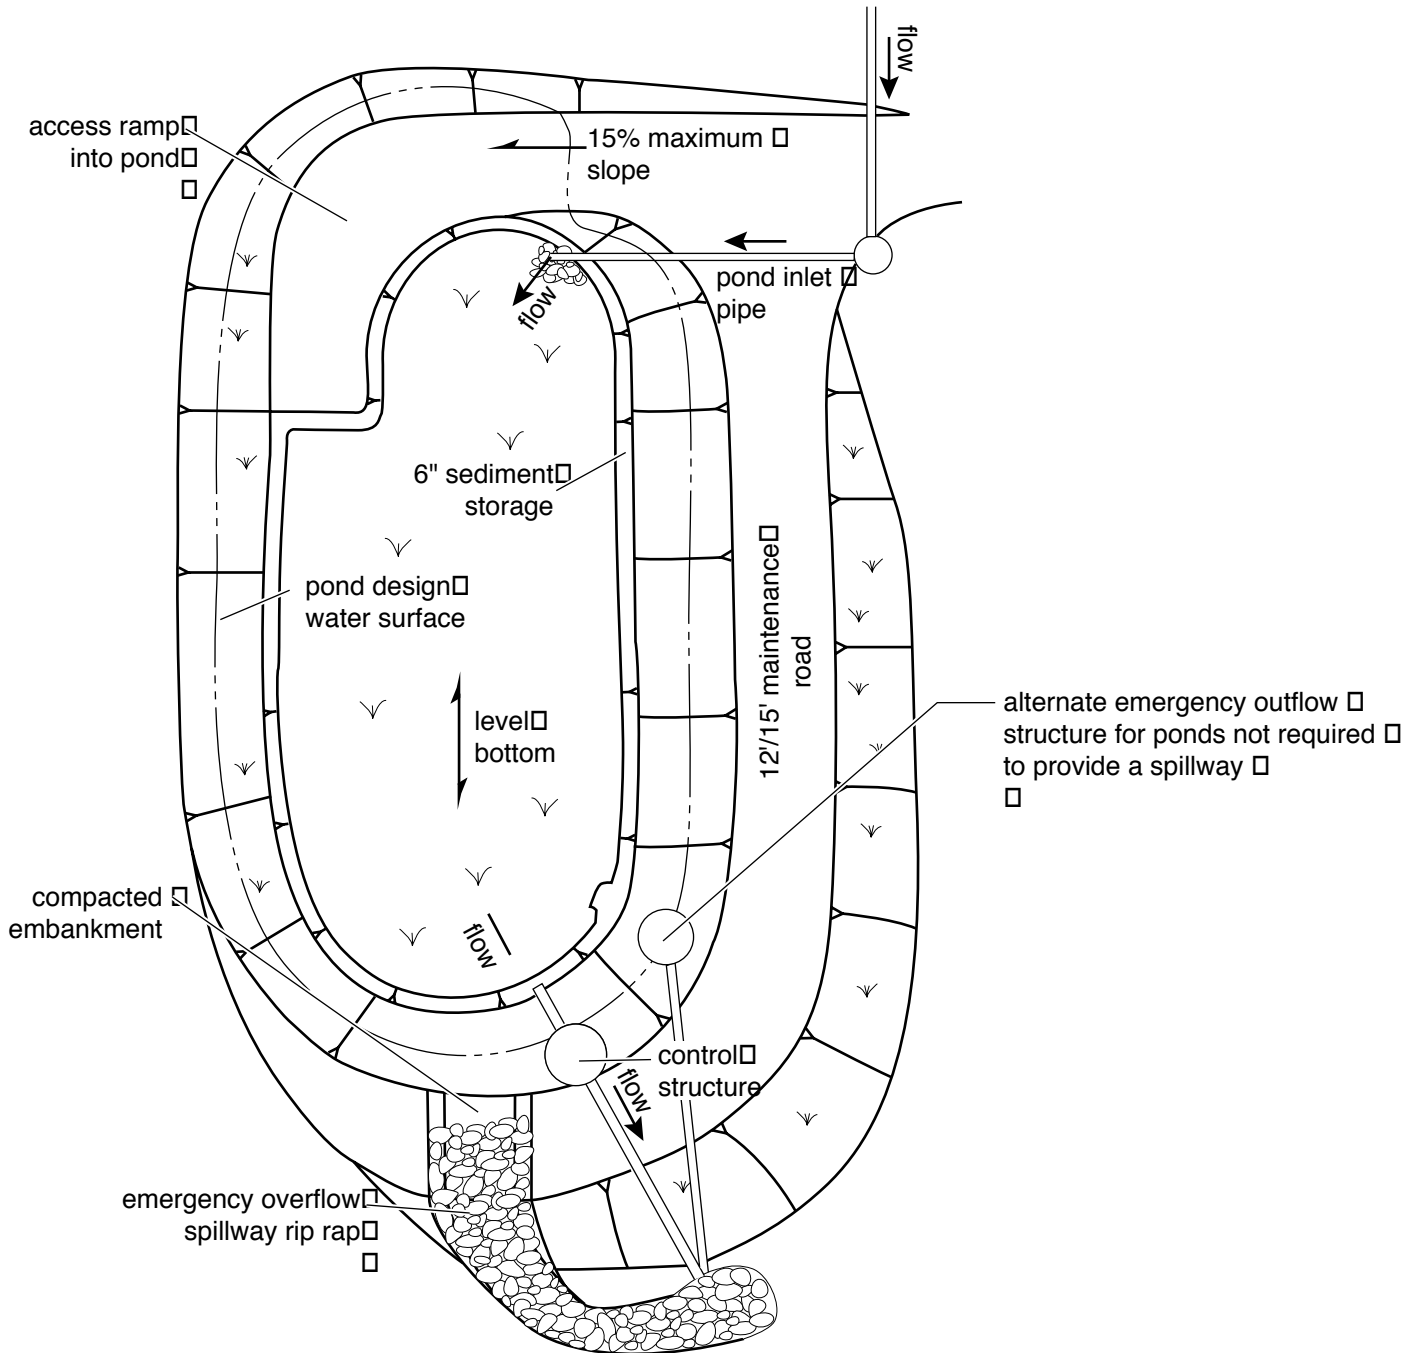 flow
access ramp
into pond
15% maximum
slope
pond inlet
pipe
flow
6" sediment
storage
pond design
water surface
12'/15' maintenance
road
level
bottom
alternate emergency outflow
structure for ponds not required
to provide a spillway
compacted
embankment
flow
control
structure
flow
emergency overflow
spillway rip rap